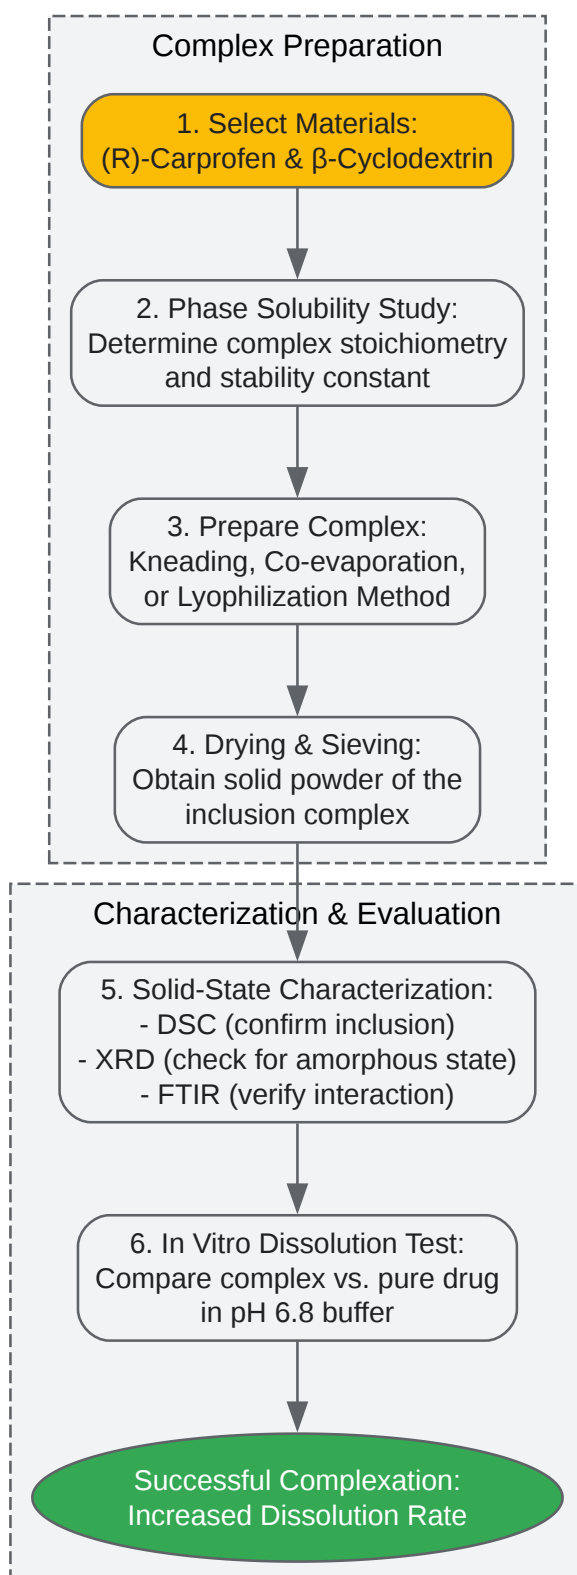 Complex Preparation
1. Select Materials:
(R)-Carprofen & β-Cyclodextrin
2. Phase Solubility Study:
Determine complex stoichiometry
and stability constant
3. Prepare Complex:
Kneading, Co-evaporation,
or Lyophilization Method
4. Drying & Sieving:
Obtain solid powder of the
inclusion complex
Characterization & Evaluation
5. Solid-State Characterization:
- DSC (confirm inclusion)
- XRD (check for amorphous state)
- FTIR (verify interaction)
6. In Vitro Dissolution Test:
Compare complex vs. pure drug
in pH 6.8 buffer
Successful Complexation:
Increased Dissolution Rate